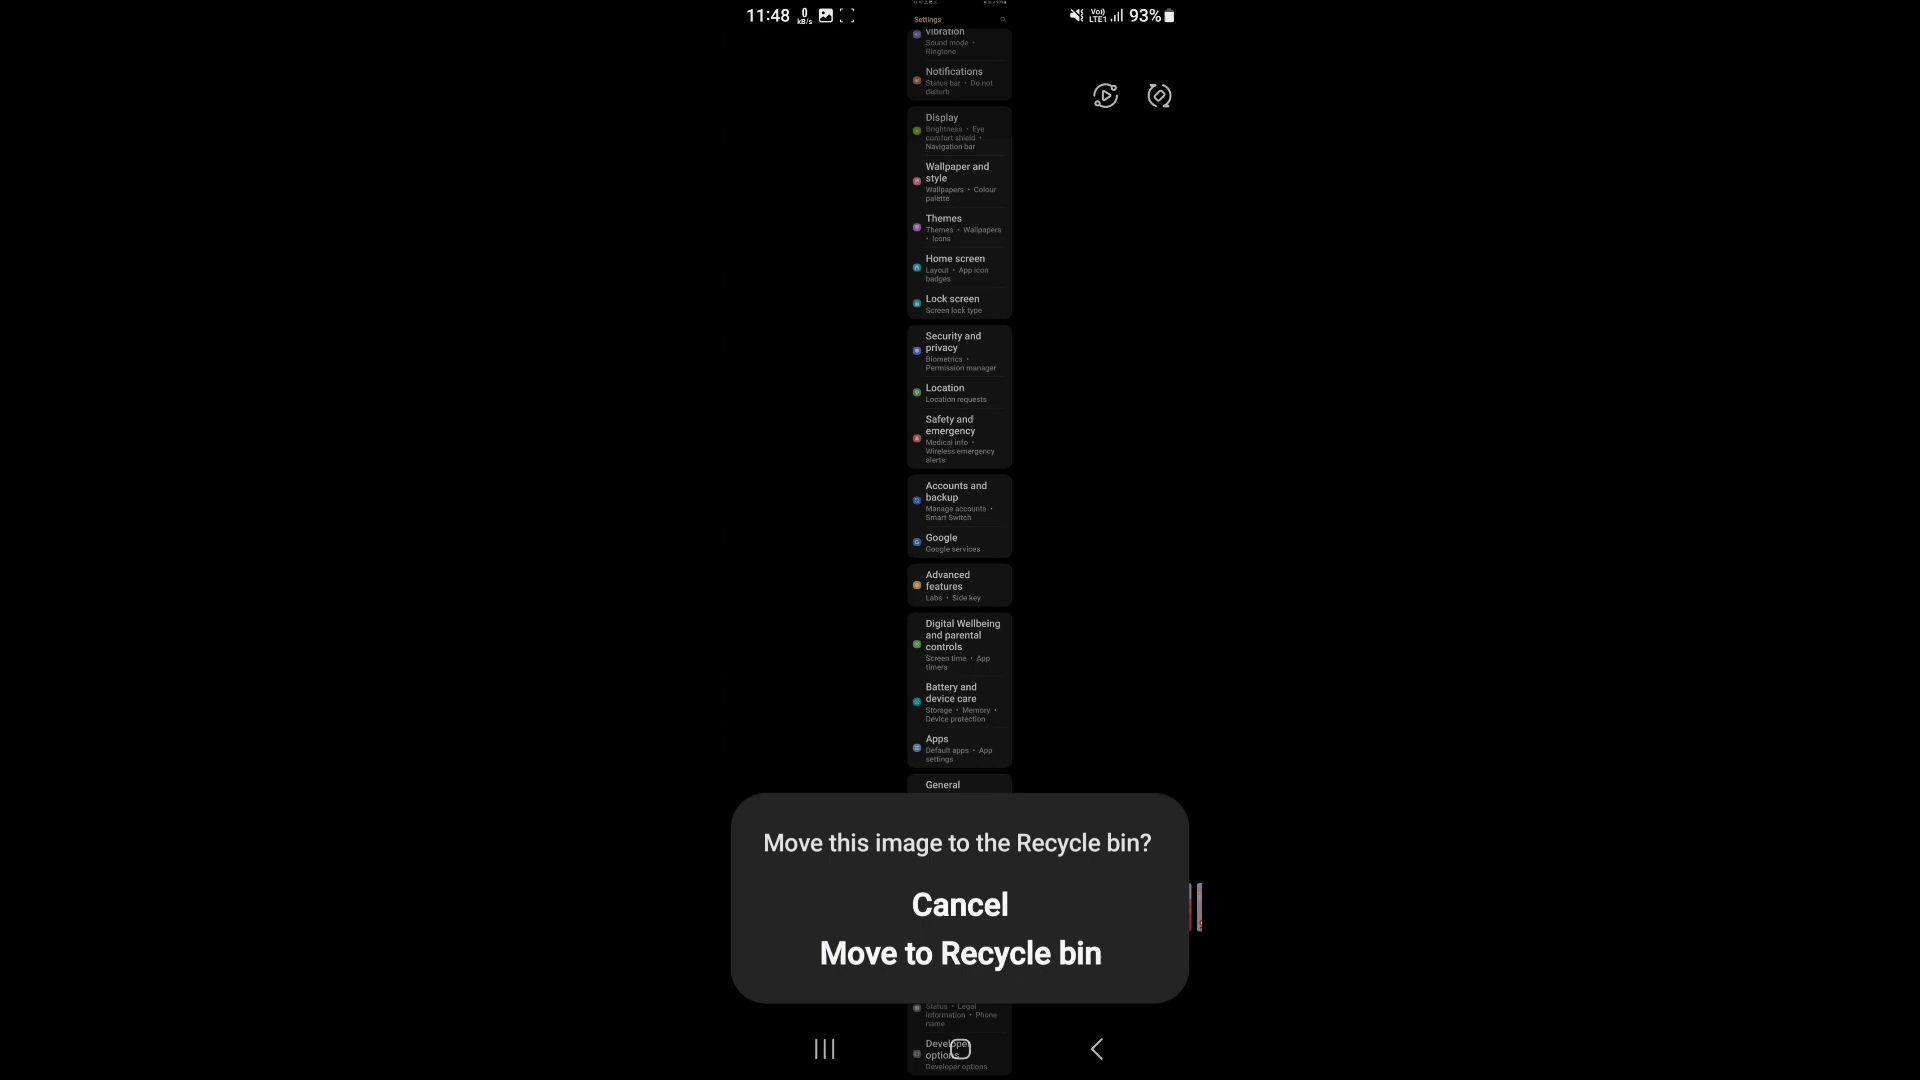 11:48 0 KB/s Vo)) LTE1 93%
Settings
vibration
Sound mode •
Ringtone
Notifications
Status bar • Do not
disturb
Display
Brightness • Eye
comfort shield •
Navigation bar
Wallpaper and
style
Wallpapers • Colour
palette
Themes
Themes • Wallpapers
• Icons
Home screen
Layout • App icon
badges
Lock screen
Screen lock type
Security and
privacy
Biometrics •
Permission manager
Location
Location requests
Safety and
emergency
Medical info •
Wireless emergency
alerts
Accounts and
backup
Manage accounts •
Smart Switch
Google
Google services
Advanced
features
Labs • Side key
Digital Wellbeing
and parental
controls
Screen time • App
timers
Battery and
device care
Storage • Memory •
Device protection
Apps
Default apps • App
settings
General
Move this image to the Recycle bin?
Cancel
Move to Recycle bin
Status • Legal
information • Phone
name
Developer
options
Developer options